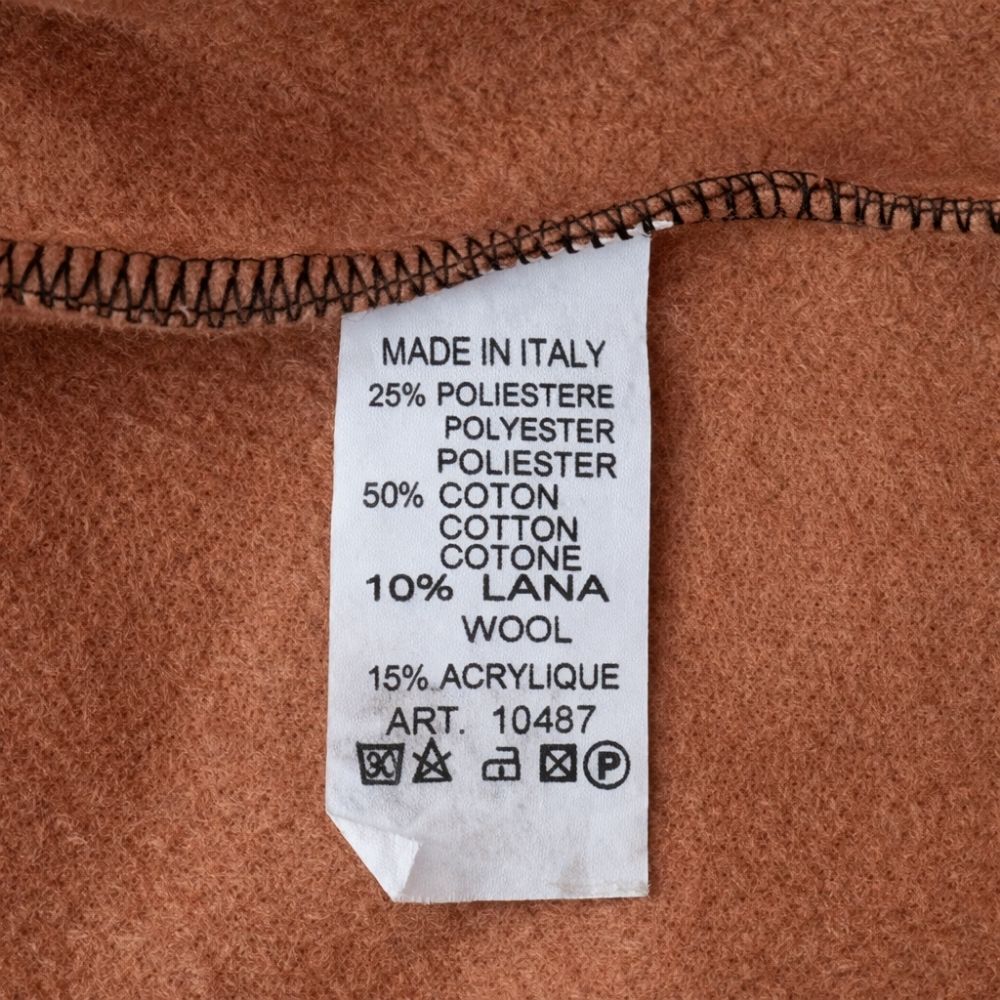 MADE IN ITALY
25% POLIESTERE
POLYESTER
POLIESTER
50% COTON
COTTON
COTONE
10% LANA
WOOL
15% ACRYLIQUE
ART. 10487
P